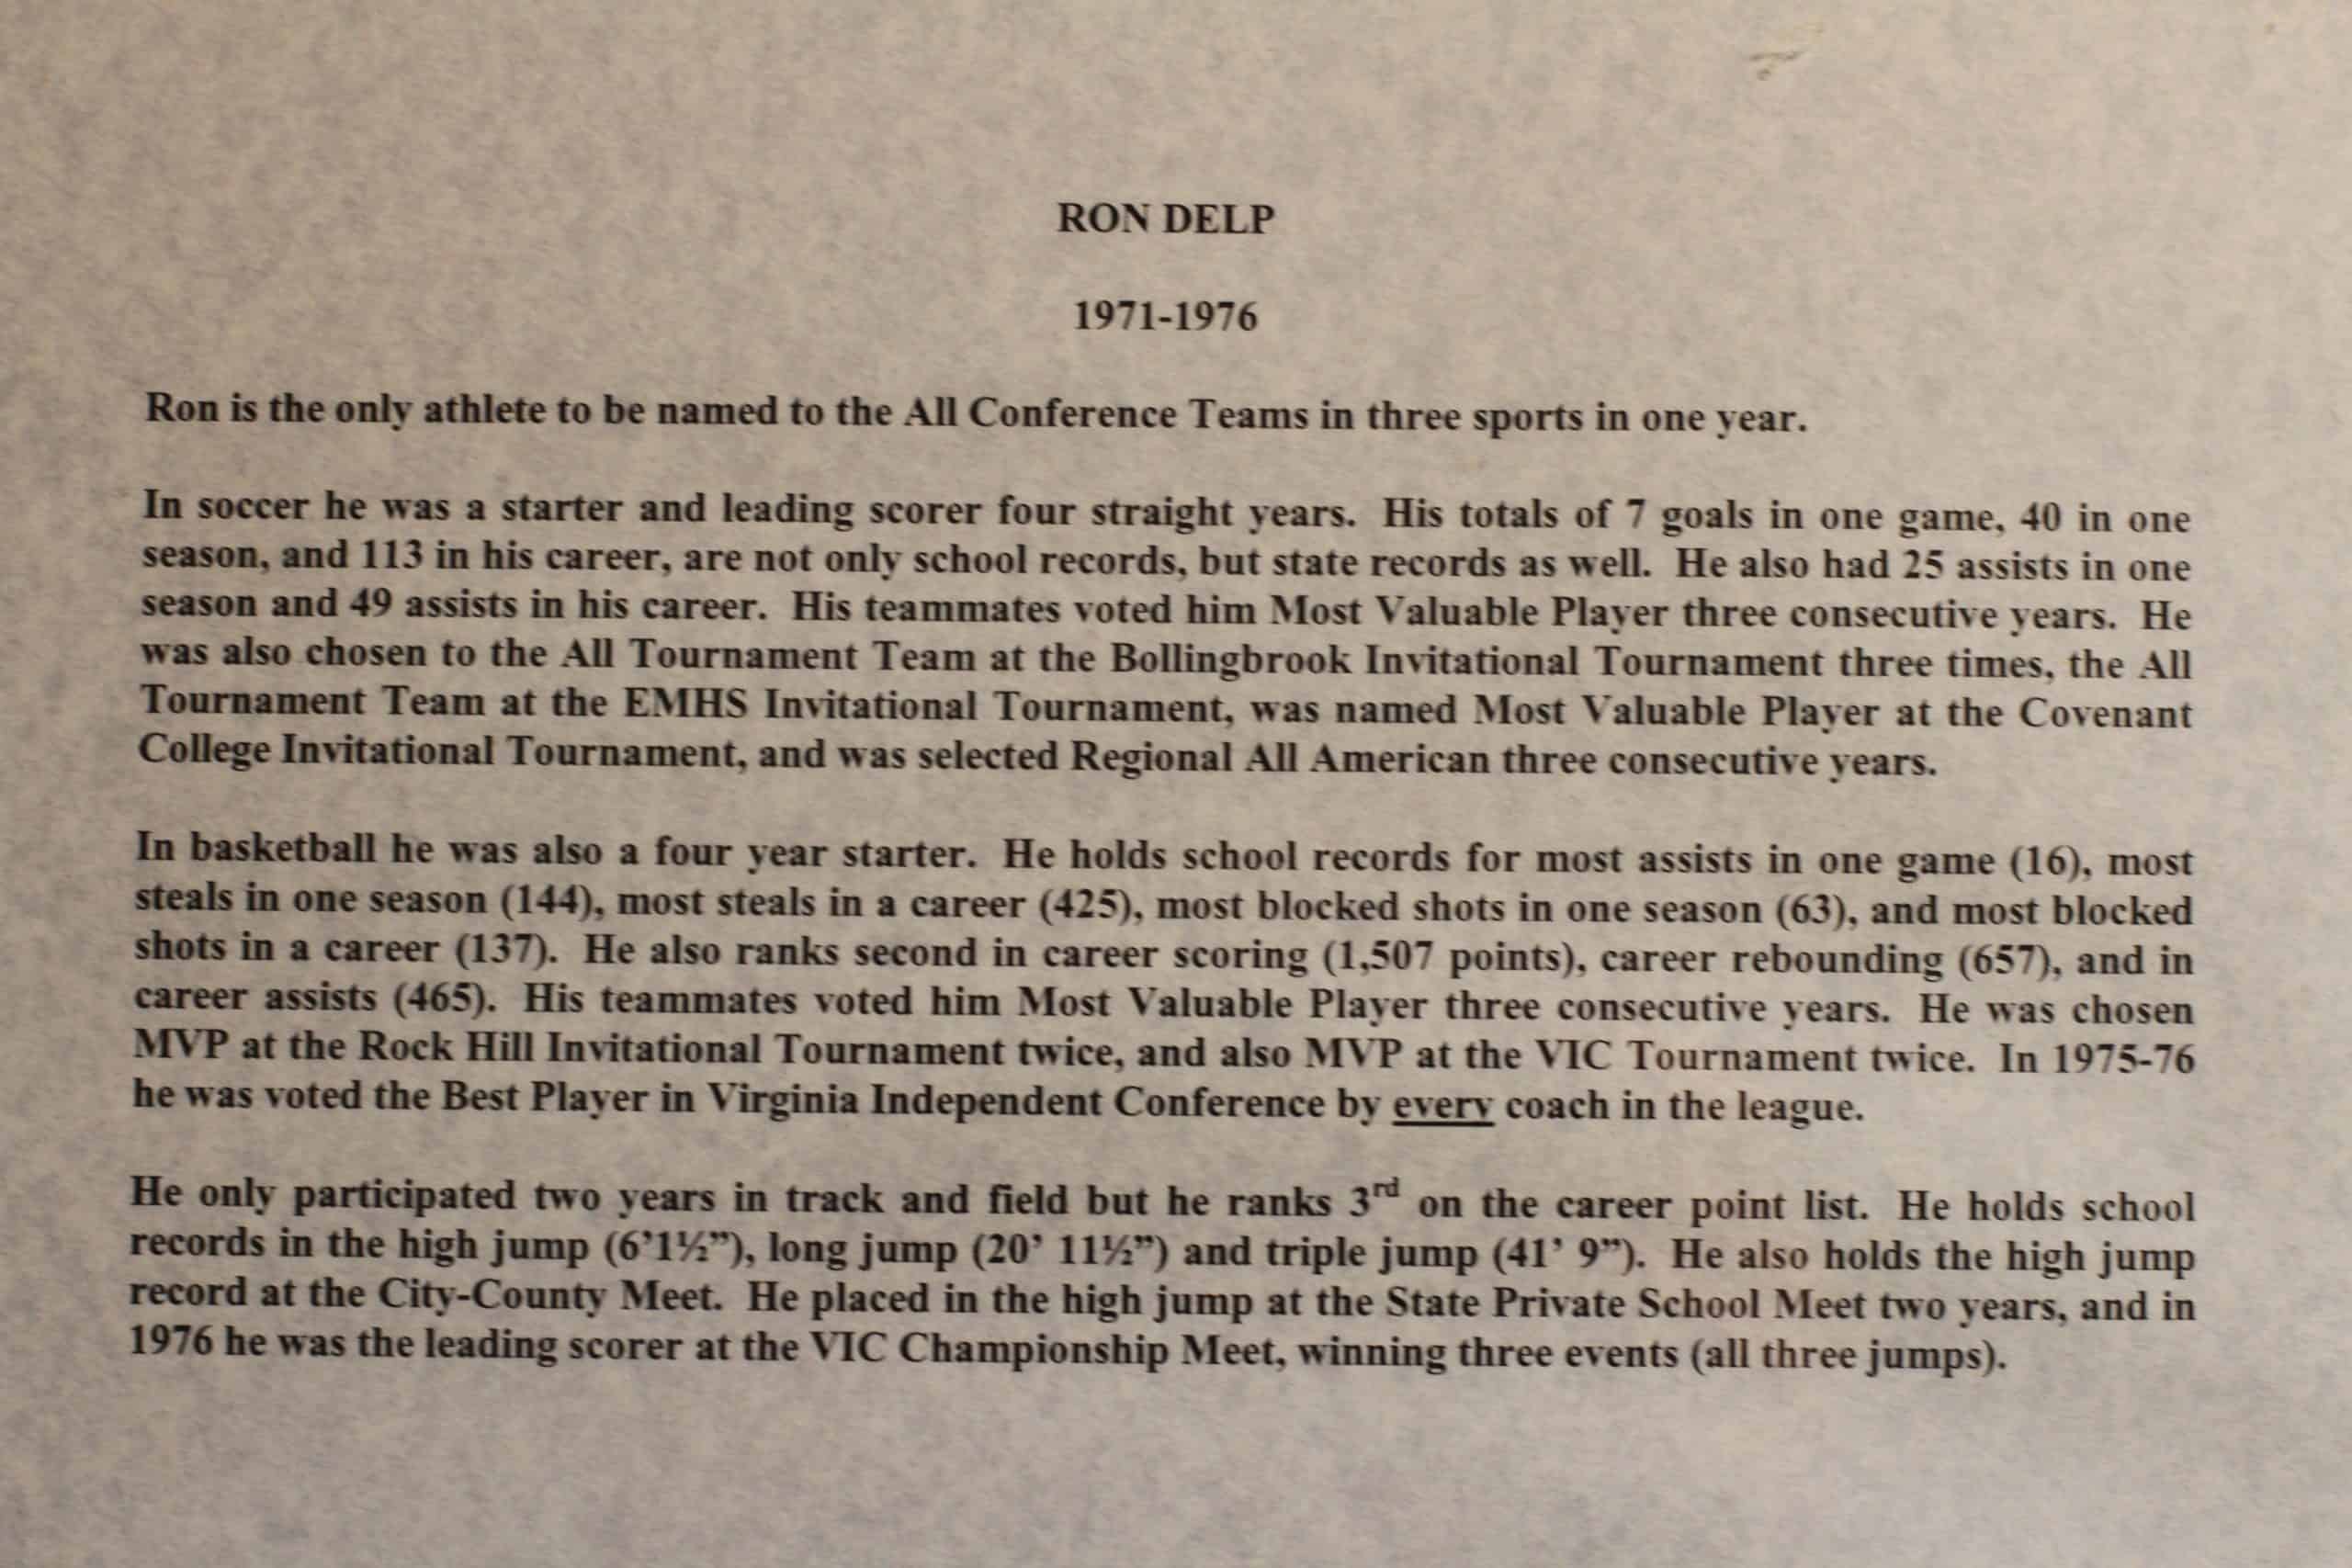 RON DELP
1971-1976
Ron is the only athlete to be named to the All Conference Teams in three sports in one year.
In soccer he was a starter and leading scorer four straight years. His totals of 7 goals in one game, 40 in one
season, and 113 in his career, are not only school records, but state records as well. He also had 25 assists in one
season and 49 assists in his career. His teammates voted him Most Valuable Player three consecutive years. He
was also chosen to the All Tournament Team at the Bollingbrook Invitational Tournament three times, the All
Tournament Team at the EMHS Invitational Tournament, was named Most Valuable Player at the Covenant
College Invitational Tournament, and was selected Regional All American three consecutive years.
In basketball he was also a four year starter. He holds school records for most assists in one game (16), most
steals in one season (144), most steals in a career (425), most blocked shots in one season (63), and most blocked
shots in a career (137). He also ranks second in career scoring (1,507 points), career rebounding (657), and in
career assists (465). His teammates voted him Most Valuable Player three consecutive years. He was chosen
MVP at the Rock Hill Invitational Tournament twice, and also MVP at the VIC Tournament twice. In 1975-76
he was voted the Best Player in Virginia Independent Conference by every coach in the league.
He only participated two years in track and field but he ranks 3rd on the career point list. He holds school
records in the high jump (6’1½”), long jump (20’ 11½”) and triple jump (41’ 9”). He also holds the high jump
record at the City-County Meet. He placed in the high jump at the State Private School Meet two years, and in
1976 he was the leading scorer at the VIC Championship Meet, winning three events (all three jumps).